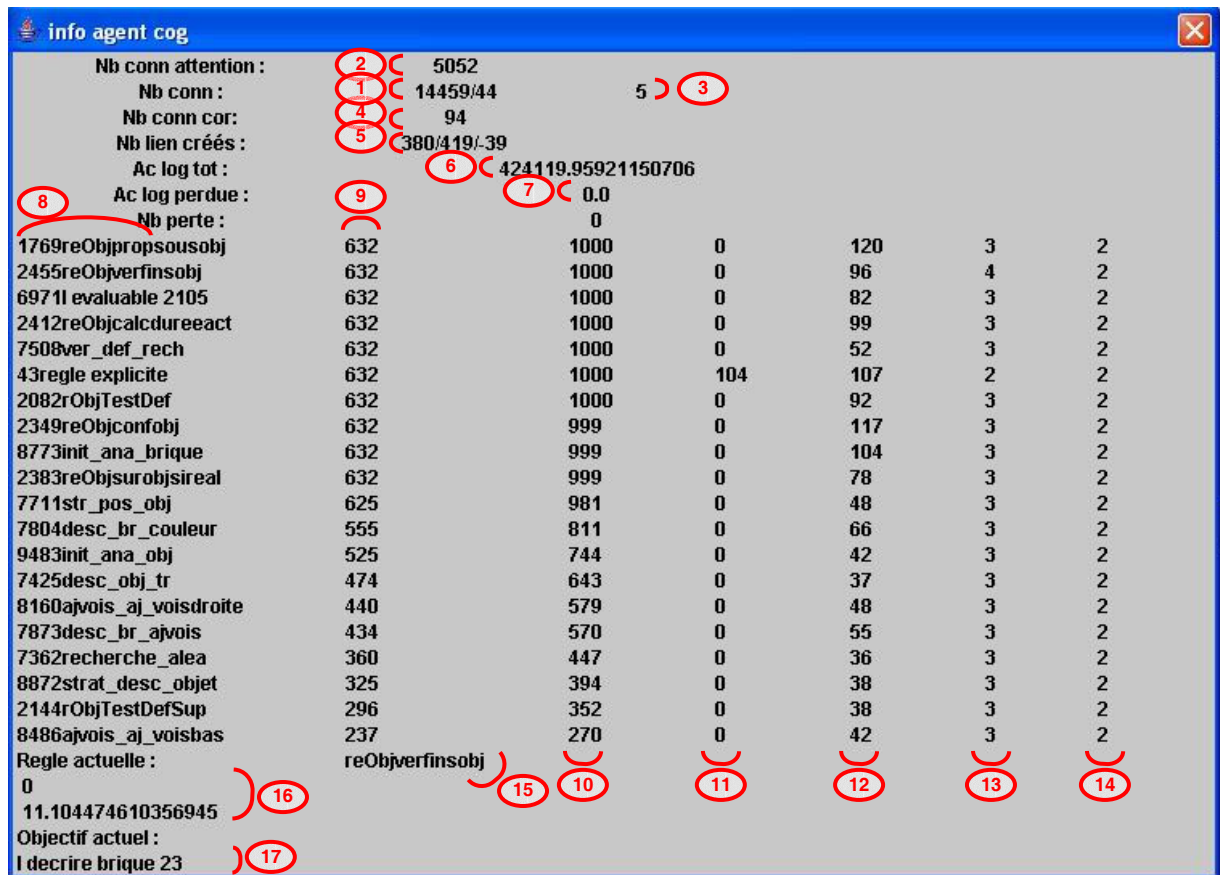 info agent cog
Nb conn attention : 2 5052
Nb conn : 1 14459/44 5 3
Nb conn cor: 4 94
Nb lien créés : 5 380/419/-39
Ac log tot : 6 424119.95921150706
Ac log perdue : 7 0.0
8 9
Nb perte : 0
1769reObjpropsousobj 632 1000 0 120 3 2
2455reObjverfinsobj 632 1000 0 96 4 2
6971I evaluable 2105 632 1000 0 82 3 2
2412reObjcalcdureeact 632 1000 0 99 3 2
7508ver_def_rech 632 1000 0 52 3 2
43regle explicite 632 1000 104 107 2 2
2082rObjTestDef 632 1000 0 92 3 2
2349reObjconfobj 632 999 0 117 3 2
8773init_ana_brique 632 999 0 104 3 2
2383reObjsurobjsireal 632 999 0 78 3 2
7711str_pos_obj 625 981 0 48 3 2
7804desc_br_couleur 555 811 0 66 3 2
9483init_ana_obj 525 744 0 42 3 2
7425desc_obj_tr 474 643 0 37 3 2
8160ajvois_aj_voisdroite 440 579 0 48 3 2
7873desc_br_ajvois 434 570 0 55 3 2
7362recherche_alea 360 447 0 36 3 2
8872strat_desc_objet 325 394 0 38 3 2
2144rObjTestDefSup 296 352 0 38 3 2
8486ajvois_aj_voisbas 237 270 0 42 3 2
Regle actuelle : reObjverfinsobj
0 16 15 10 11 12 13 14
11.104474610356945
Objectif actuel :
I decrire brique 23 17